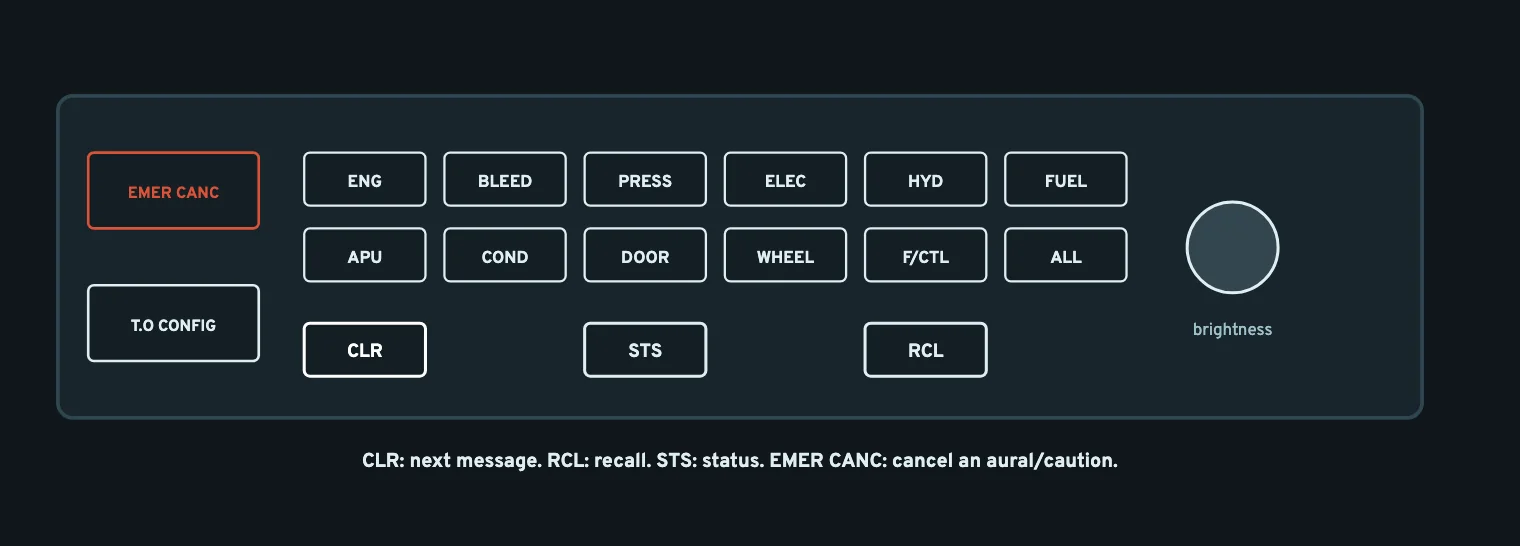 EMER CANC
T.O CONFIG
ENG BLEED PRESS ELEC HYD FUEL
APU COND DOOR WHEEL F/CTL ALL
CLR STS RCL
brightness
CLR: next message. RCL: recall. STS: status. EMER CANC: cancel an aural/caution.